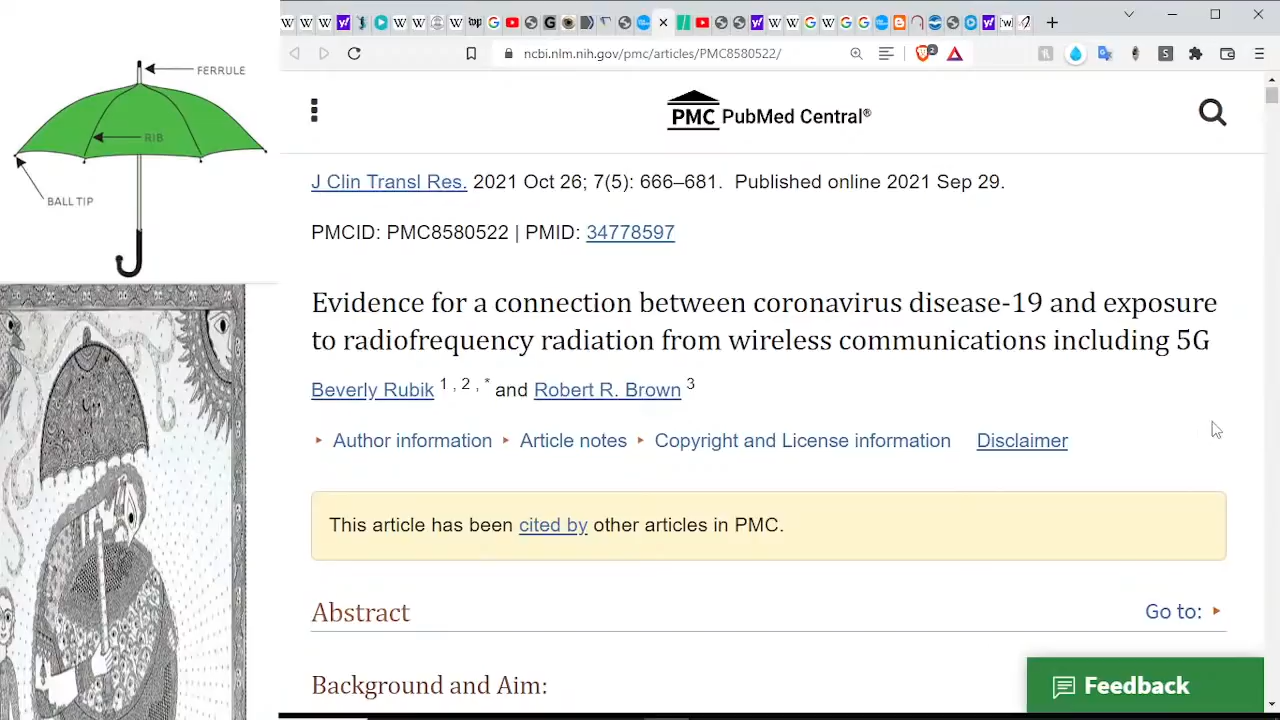 FERRULE
RIB
BALL TIP
ncbi.nlm.nih.gov/pmc/articles/PMC8580522/
PMC PubMed Central®
J Clin Transl Res. 2021 Oct 26; 7(5): 666–681. Published online 2021 Sep 29.
PMCID: PMC8580522 | PMID: 34778597
Evidence for a connection between coronavirus disease-19 and exposure
to radiofrequency radiation from wireless communications including 5G
Beverly Rubik 1 , 2 , * and Robert R. Brown 3
Author information Article notes Copyright and License information Disclaimer
This article has been cited by other articles in PMC.
Abstract Go to:
Background and Aim:
Feedback